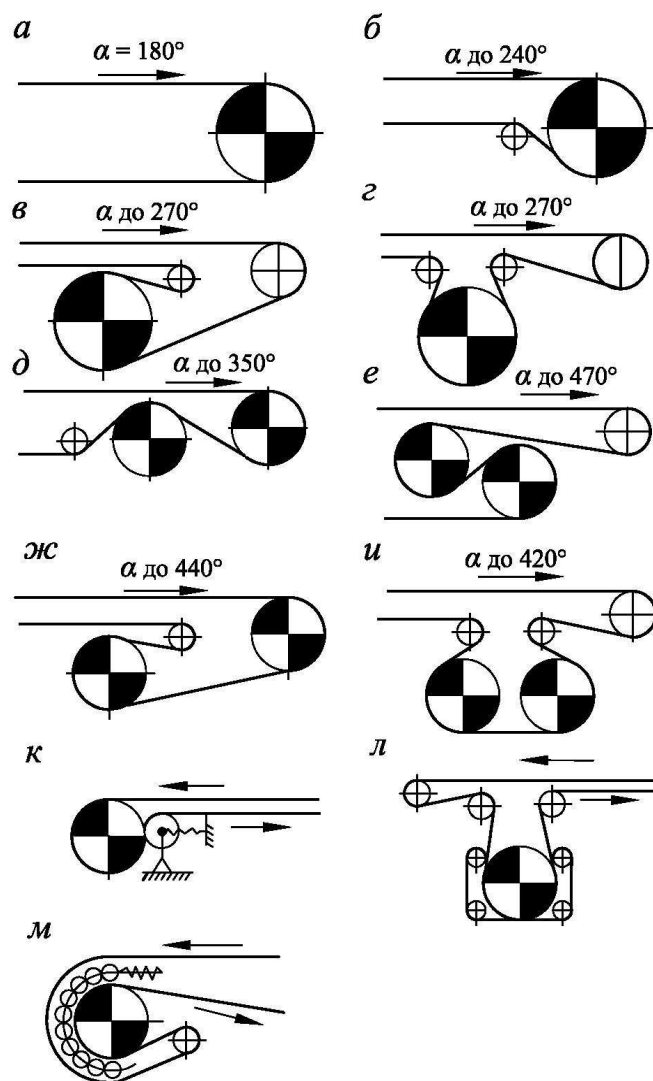 а
α = 180°
б
α до 240°
в
α до 270°
г
α до 270°
д
α до 350°
е
α до 470°
ж
α до 440°
и
α до 420°
к
л
м